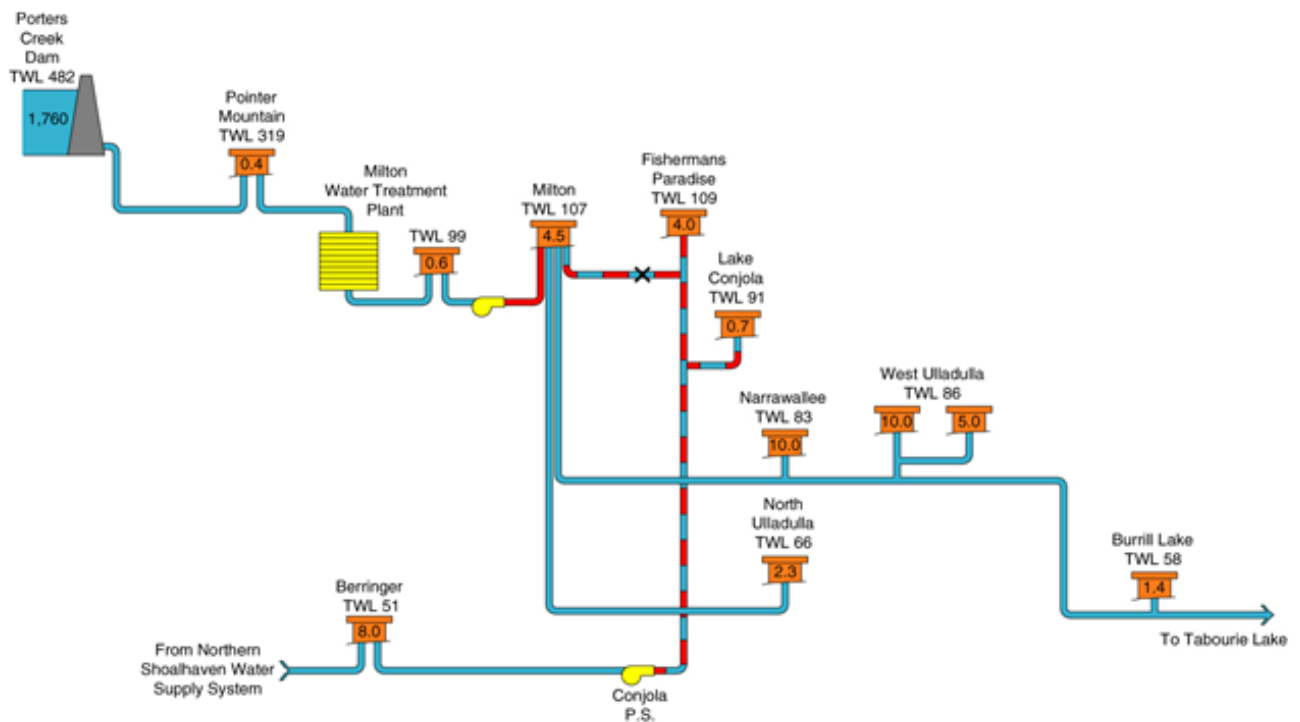 Porters
Creek
Dam
TWL 482
1,760
Pointer
Mountain
TWL 319
0.4
Milton
Water Treatment
Plant
TWL 99
0.6
Milton
TWL 107
4.5
Fishermans
Paradise
TWL 109
4.0
Lake
Conjola
TWL 91
0.7
Narrawallee
TWL 83
10.0
West Ulladulla
TWL 86
10.0
5.0
North
Ulladulla
TWL 66
2.3
Burrill Lake
TWL 58
1.4
To Tabourie Lake
Berringer
TWL 51
8.0
From Northern
Shoalhaven Water
Supply System
Conjola
P.S.